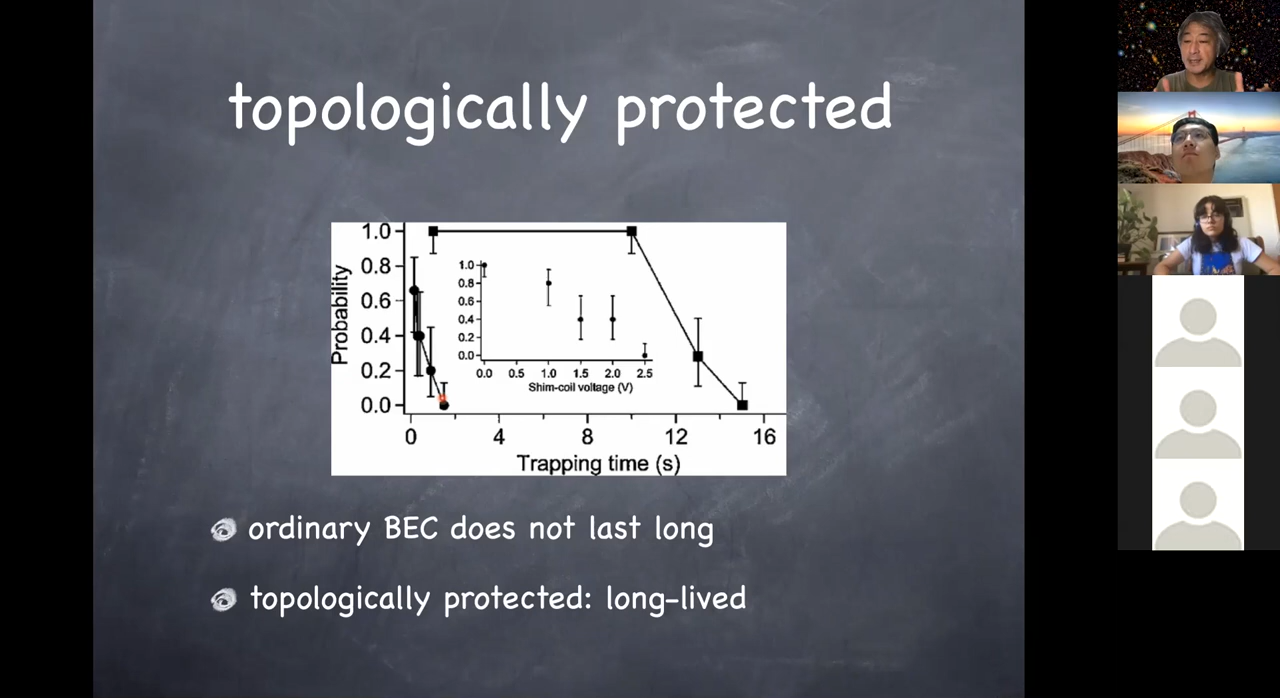 topologically protected
Probability
1.0
0.8
0.6
0.4
0.2
0.0
1.0
0.8
0.6
0.4
0.2
0.0
0.0 0.5 1.0 1.5 2.0 2.5
Shim-coil voltage (V)
0 4 8 12 16
Trapping time (s)
ordinary BEC does not last long
topologically protected: long-lived